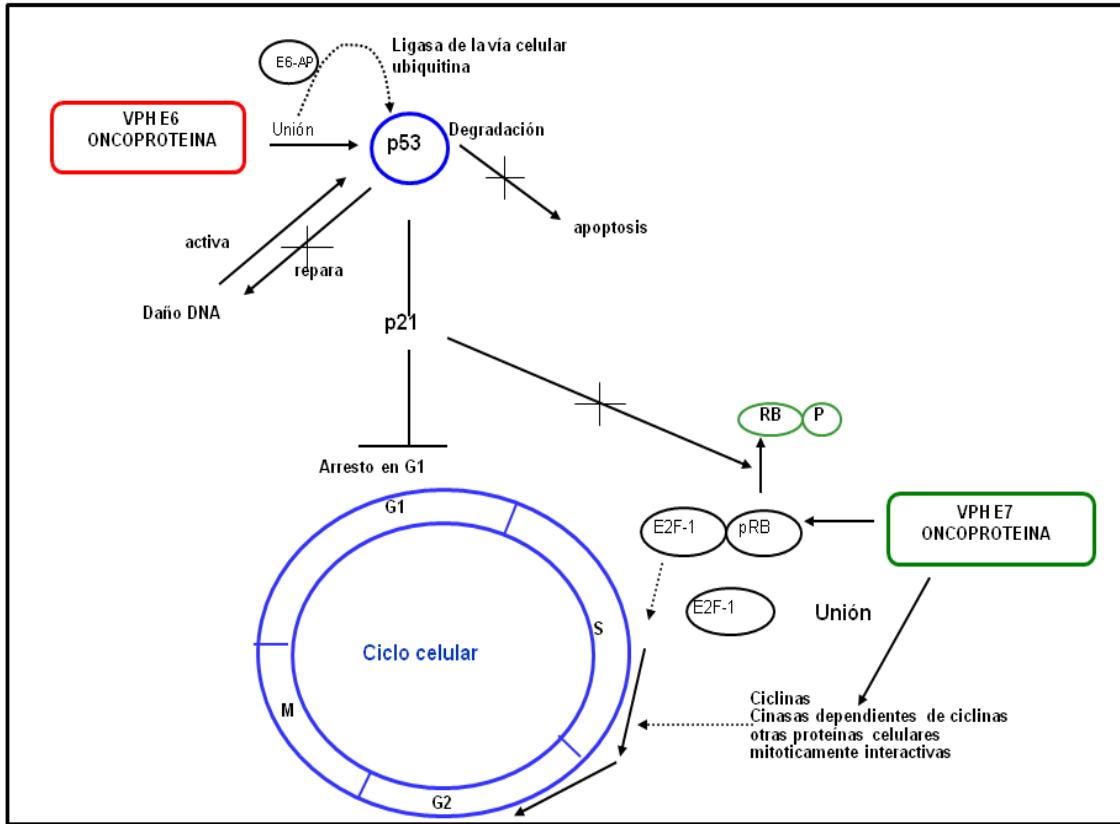 E6-AP
Ligasa de la vía celular
ubiquitina
VPH E6
ONCOPROTEINA
Unión
p53
Degradación
apoptosis
activa
repara
Daño DNA
p21
RB
P
Arresto en G1
G1
E2F-1
pRB
VPH E7
ONCOPROTEINA
E2F-1
Unión
S
Ciclo celular
M
G2
Ciclinas
Cinasas dependientes de ciclinas
otras proteínas celulares
mitoticamente interactivas